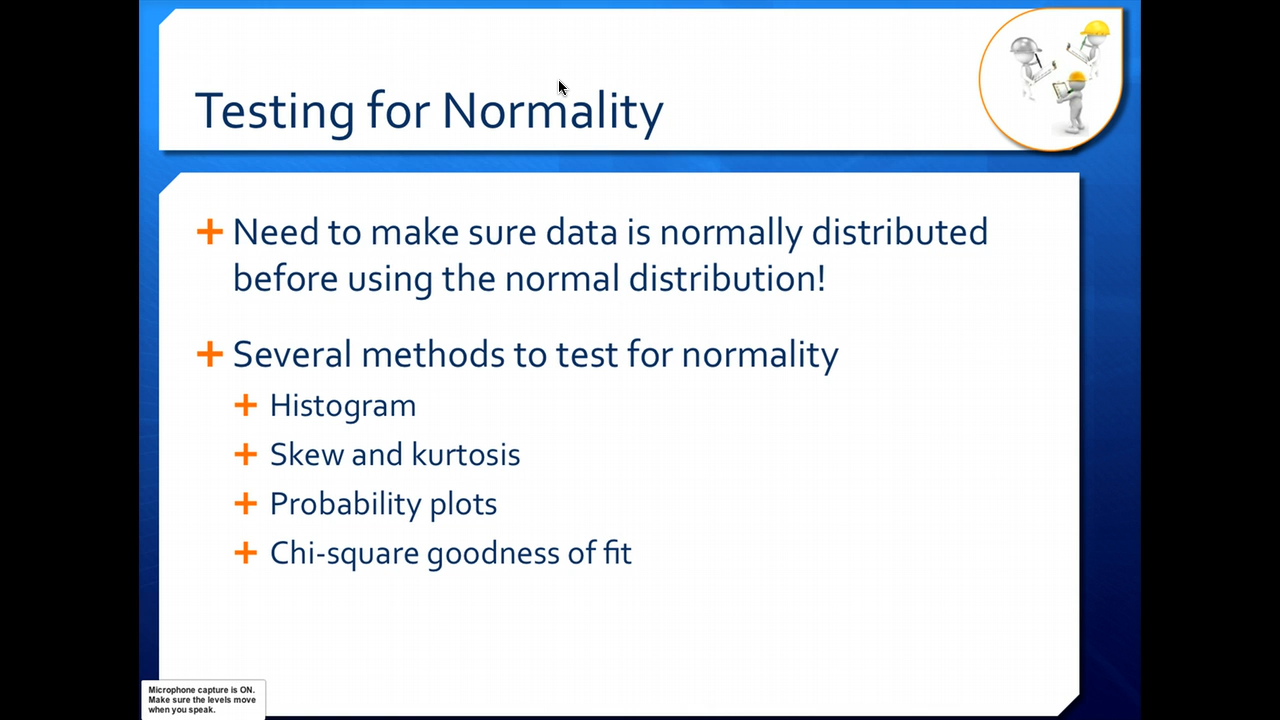 Testing for Normality
Need to make sure data is normally distributed
before using the normal distribution!
Several methods to test for normality
Histogram
Skew and kurtosis
Probability plots
Chi-square goodness of fit
Microphone capture is ON.
Make sure the levels move
when you speak.